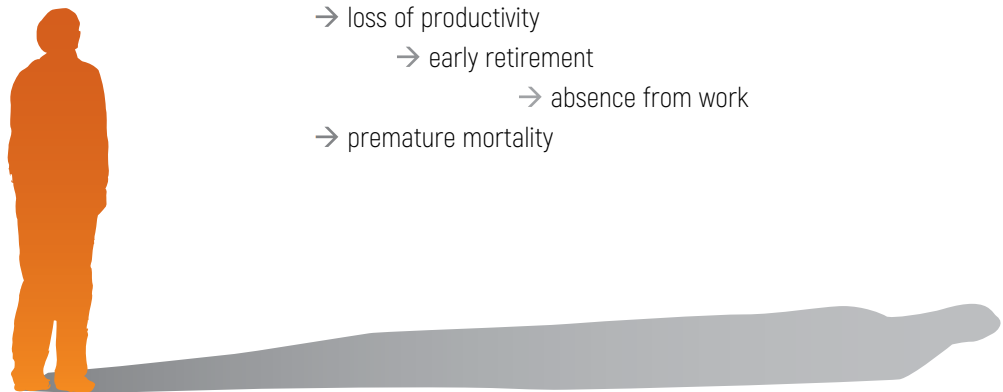 → loss of productivity
→ early retirement
→ absence from work
→ premature mortality